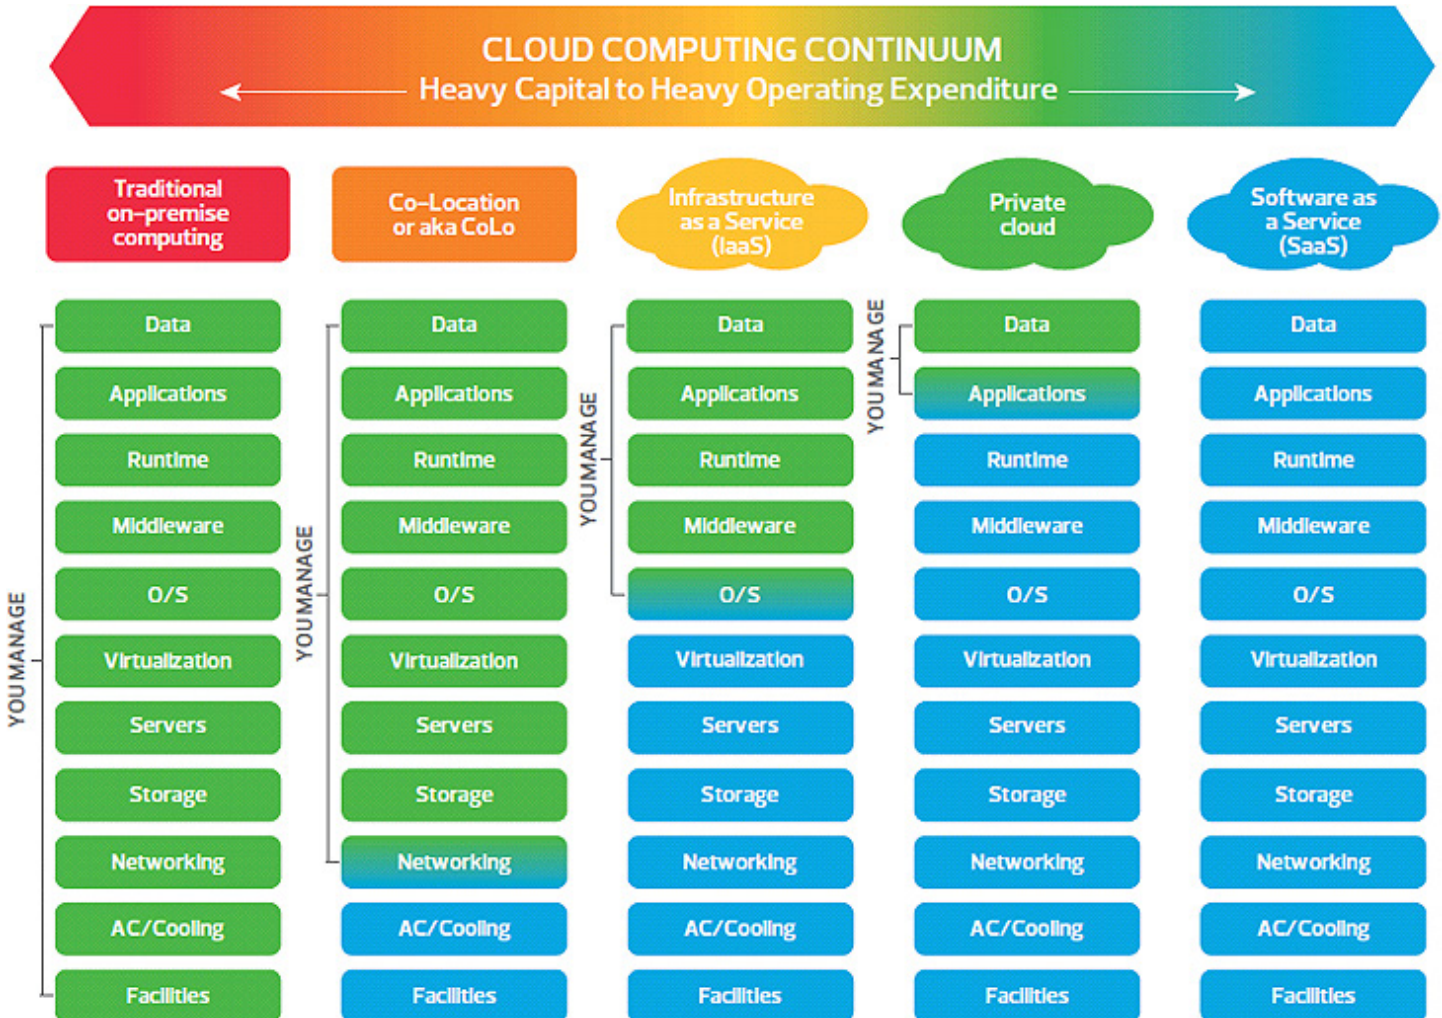 CLOUD COMPUTING CONTINUUM
Heavy Capital to Heavy Operating Expenditure
Traditional
on-premise
computing
Co-Location
or aka CoLo
Infrastructure
as a Service
(IaaS)
Private
cloud
Software as
a Service
(SaaS)
YOU MANAGE
Data
Applications
Runtime
Middleware
O/S
Virtualization
Servers
Storage
Networking
AC/Cooling
Facilities
YOU MANAGE
Data
Applications
Runtime
Middleware
O/S
Virtualization
Servers
Storage
Networking
AC/Cooling
Facilities
YOU MANAGE
Data
Applications
Runtime
Middleware
O/S
Virtualization
Servers
Storage
Networking
AC/Cooling
Facilities
YOU MANAGE
Data
Applications
Runtime
Middleware
O/S
Virtualization
Servers
Storage
Networking
AC/Cooling
Facilities
Data
Applications
Runtime
Middleware
O/S
Virtualization
Servers
Storage
Networking
AC/Cooling
Facilities